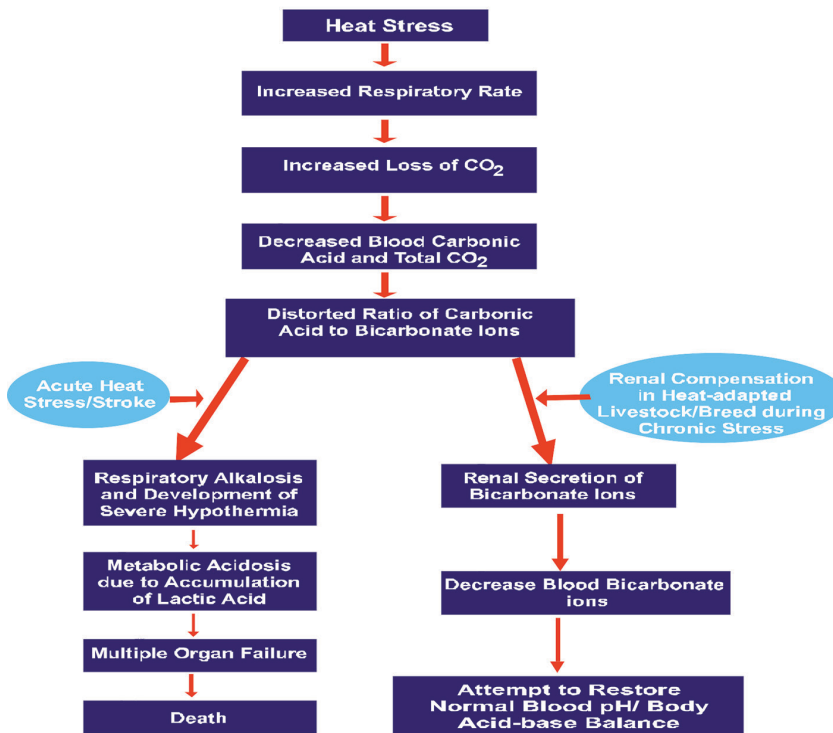 Heat Stress
Increased Respiratory Rate
Increased Loss of CO₂
Decreased Blood Carbonic
Acid and Total CO₂
Distorted Ratio of Carbonic
Acid to Bicarbonate Ions
Acute Heat
Stress/Stroke
Renal Compensation
in Heat-adapted
Livestock/Breed during
Chronic Stress
Respiratory Alkalosis
and Development of
Severe Hypothermia
Metabolic Acidosis
due to Accumulation
of Lactic Acid
Multiple Organ Failure
Death
Renal Secretion of
Bicarbonate Ions
Decrease Blood Bicarbonate
ions
Attempt to Restore
Normal Blood pH/ Body
Acid-base Balance